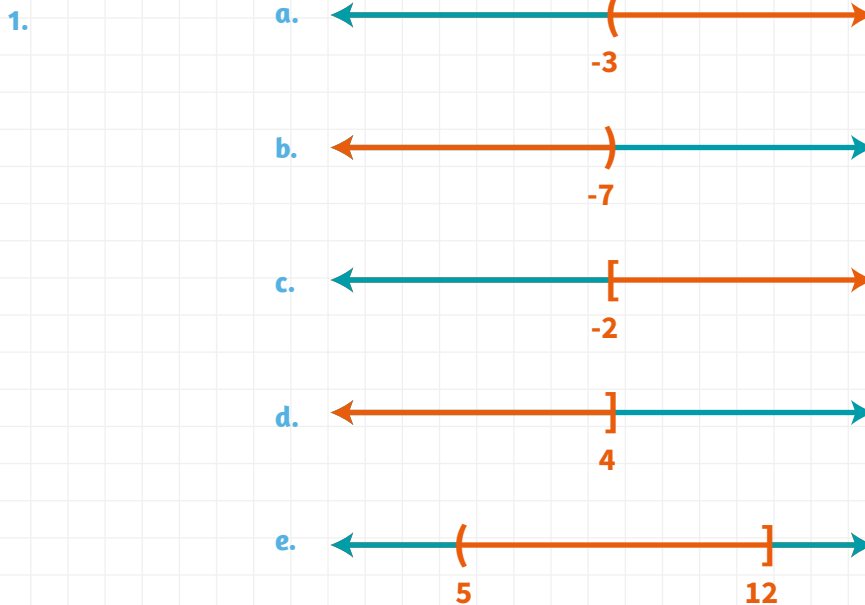 1.
a. (
-3
b. )
-7
c. [
-2
d. ]
4
e. ( ]
5 12